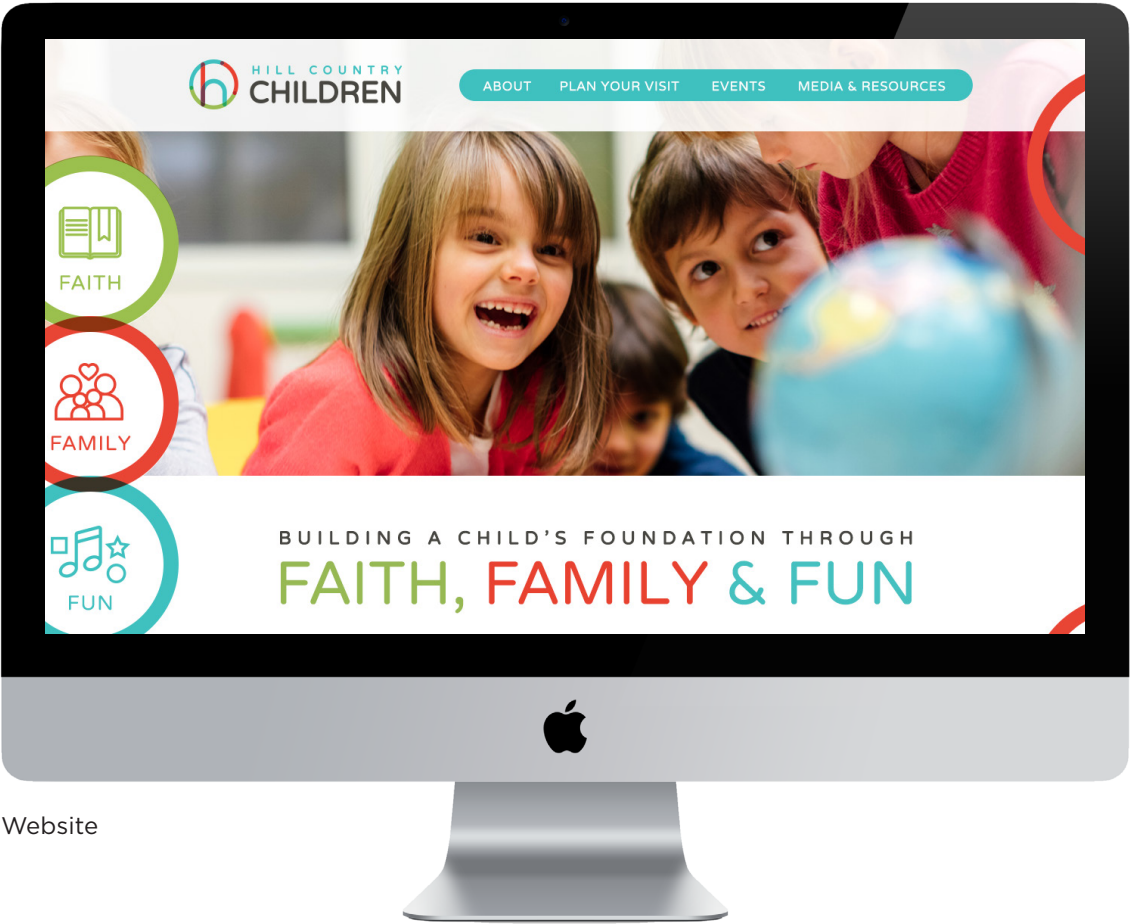 HILL COUNTRY
CHILDREN
ABOUT PLAN YOUR VISIT EVENTS MEDIA & RESOURCES
FAITH
FAMILY
FUN
BUILDING A CHILD'S FOUNDATION THROUGH
FAITH, FAMILY & FUN
Website